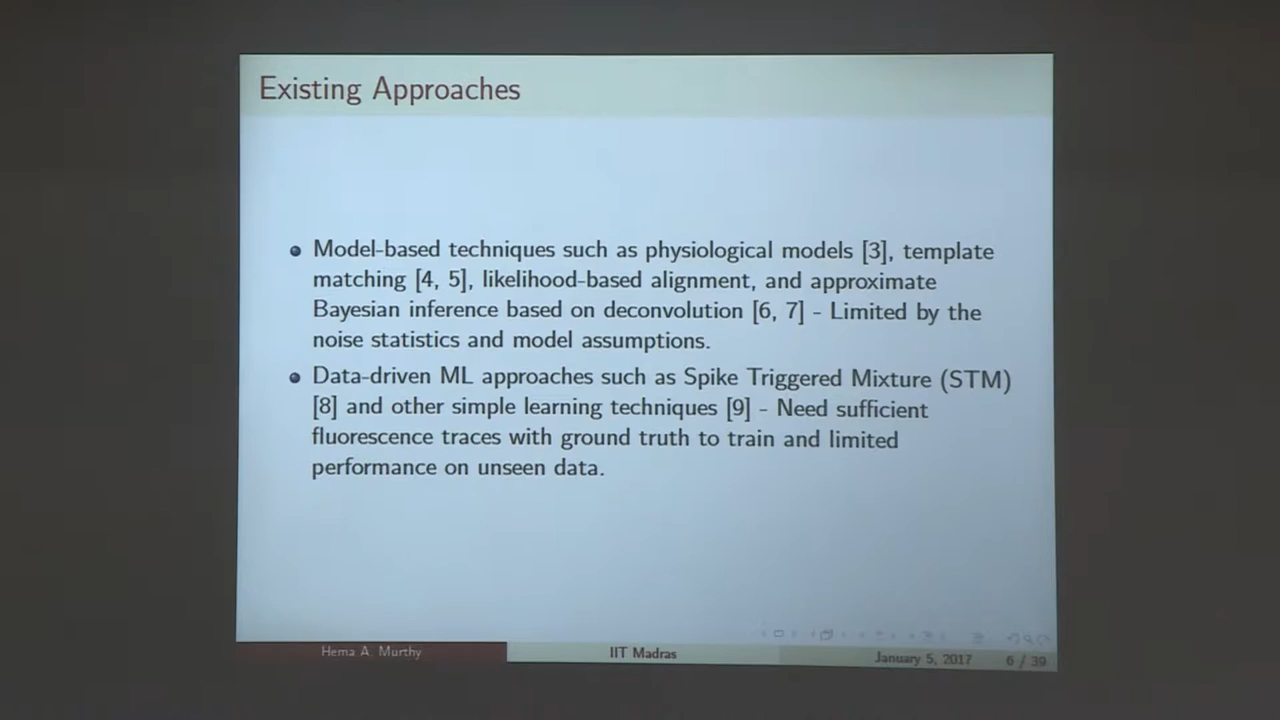 Existing Approaches
Model-based techniques such as physiological models [3], template
matching [4, 5], likelihood-based alignment, and approximate
Bayesian inference based on deconvolution [6, 7] - Limited by the
noise statistics and model assumptions.
Data-driven ML approaches such as Spike Triggered Mixture (STM)
[8] and other simple learning techniques [9] - Need sufficient
fluorescence traces with ground truth to train and limited
performance on unseen data.
Hema A. Murthy IIT Madras January 5, 2017 6 / 39